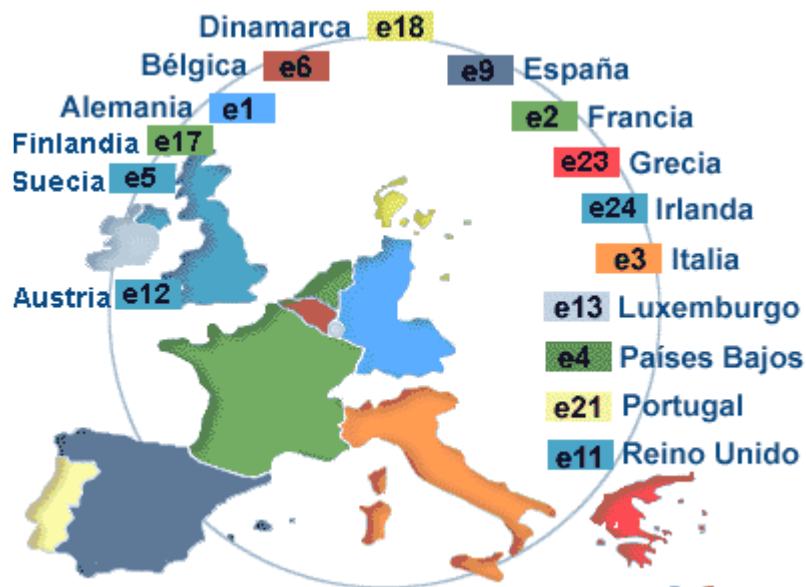 Dinamarca e18
Bélgica e6
e9 España
Alemania e1
e2 Francia
Finlandia e17
e23 Grecia
Suecia e5
e24 Irlanda
e3 Italia
Austria e12
e13 Luxemburgo
e4 Países Bajos
e21 Portugal
e11 Reino Unido